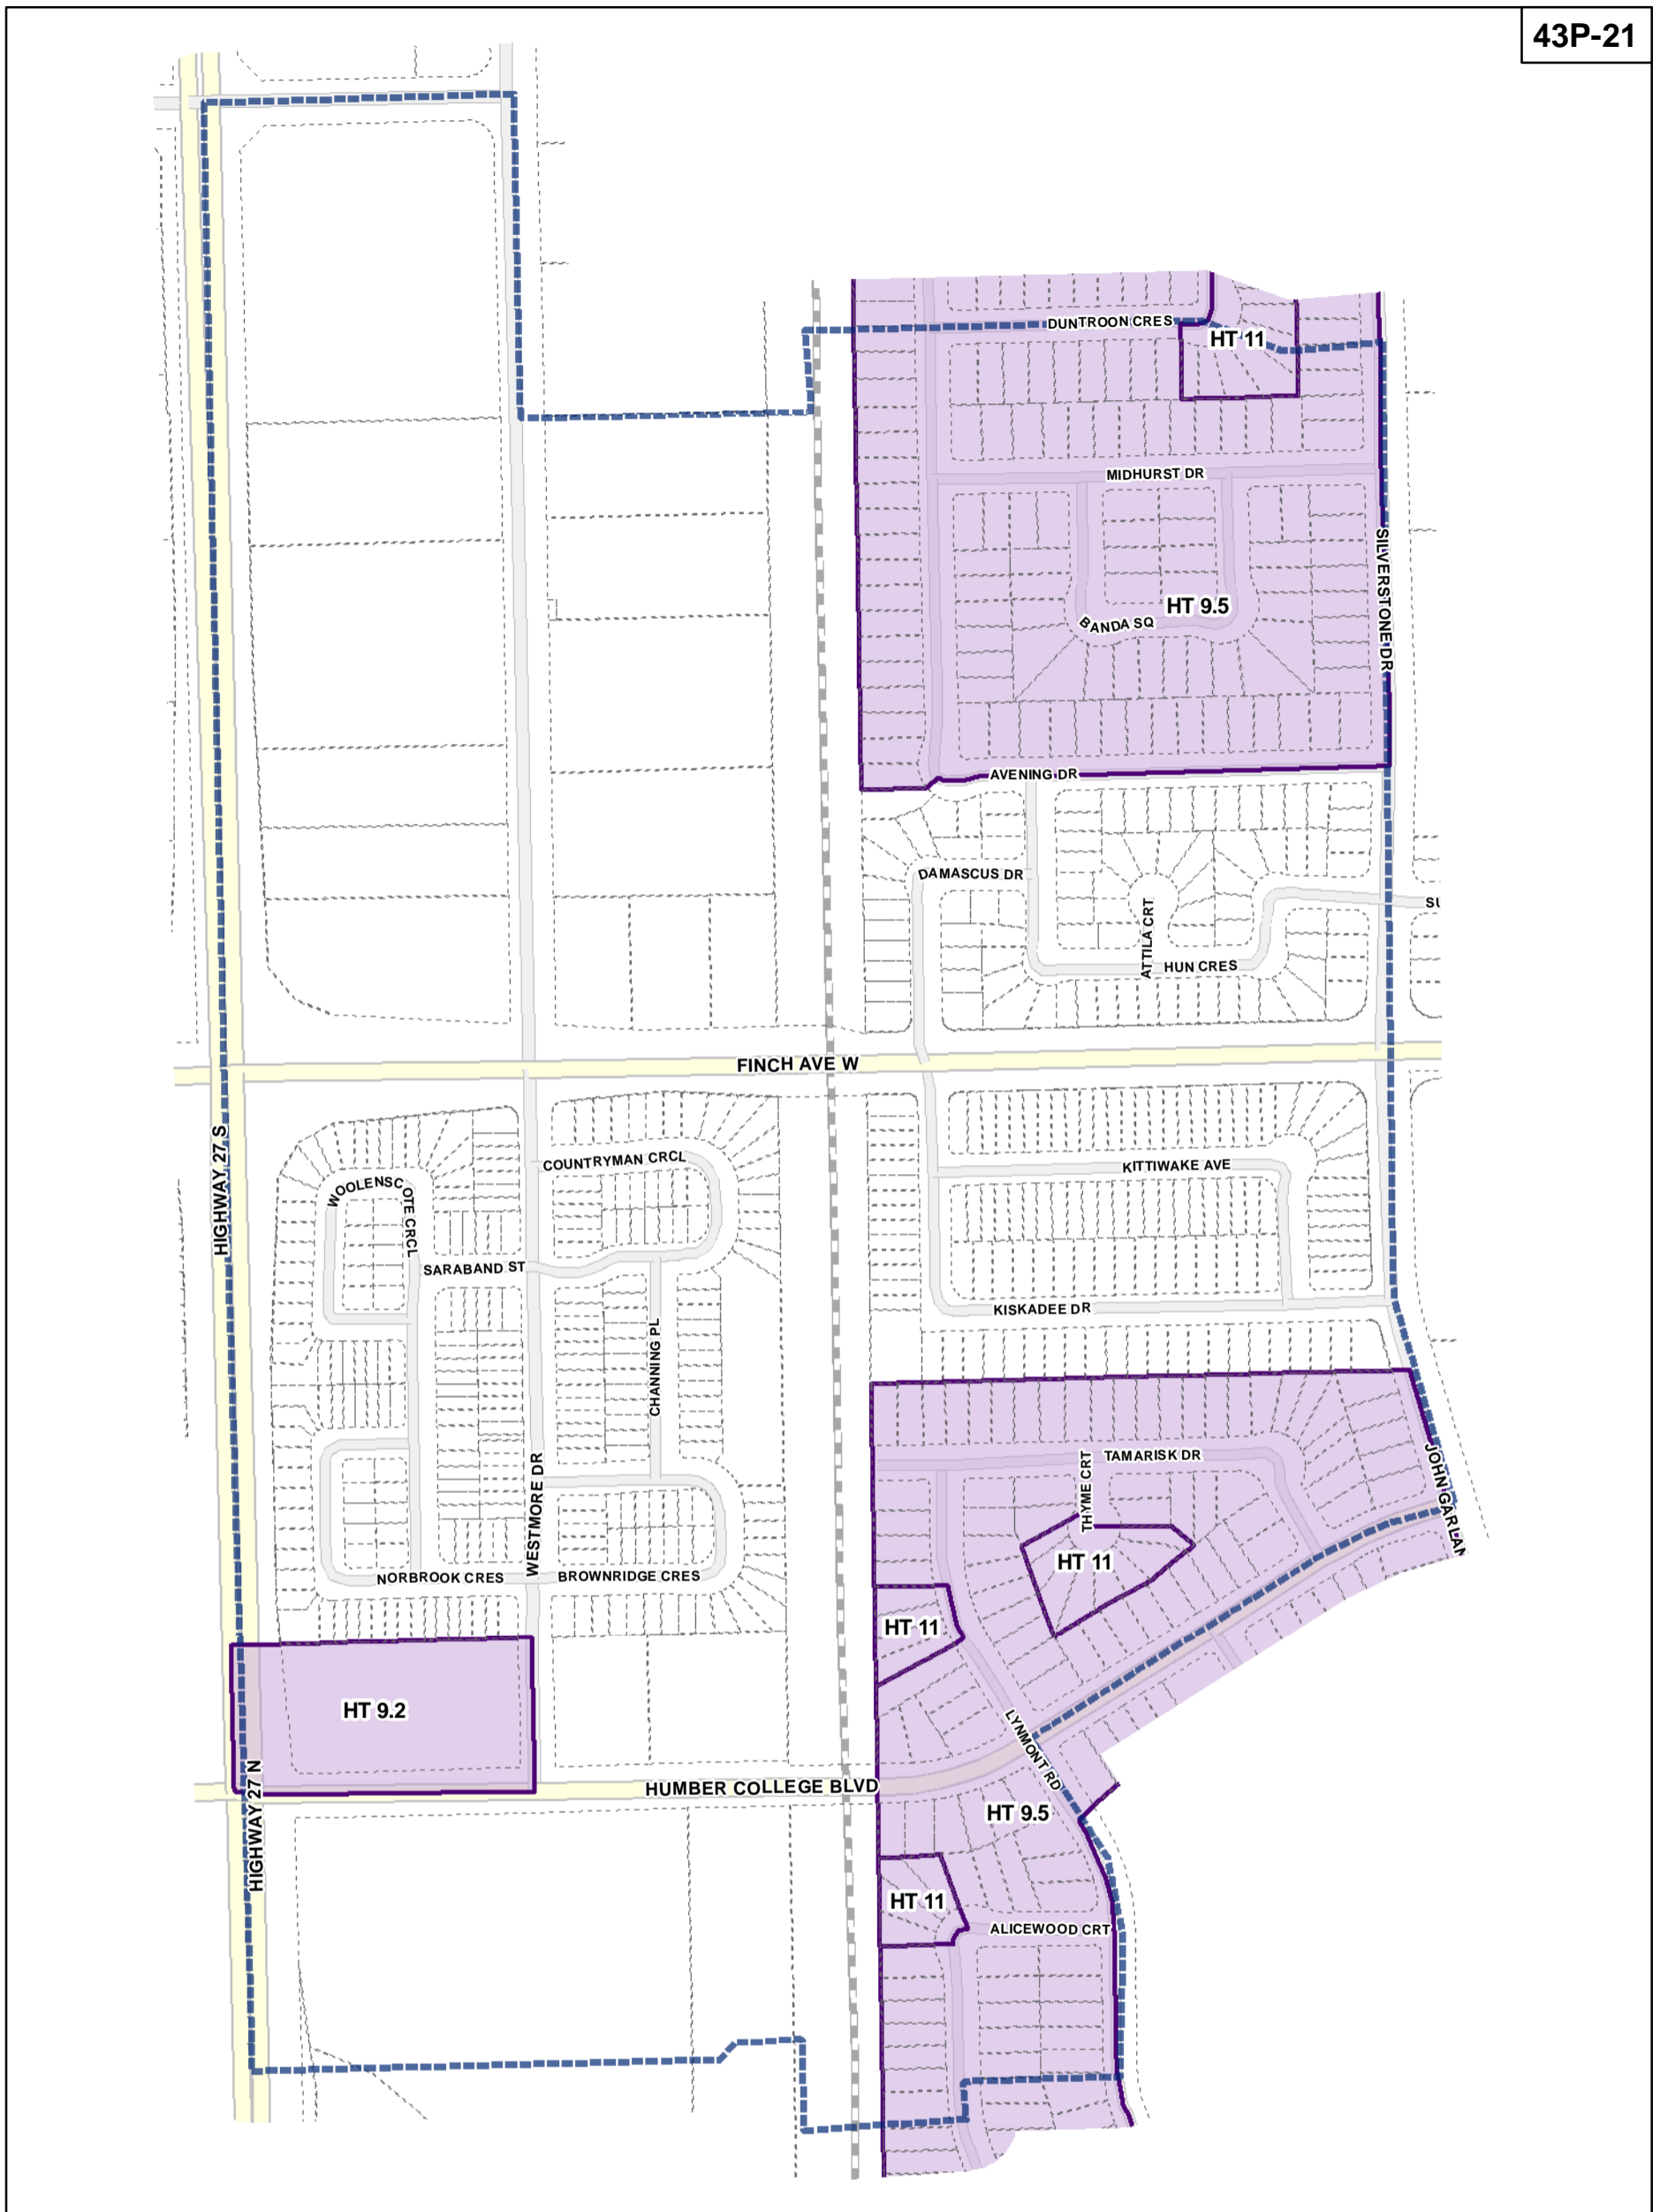 43P-21
DUNTROON CRES
HT 11
MIDHURST DR
SILVERSTONE DR
HT 9.5
BANDA SQ
AVENING DR
DAMASCUS DR
SU
ATTILA CRT
HUN CRES
FINCH AVE W
HIGHWAY 27 S
COUNTRYMAN CRCL
KITTIWAKE AVE
WOOLENSCOTE CRCL
SARABAND ST
KISKADEE DR
CHANNING PL
TAMARISK DR
THYME CRT
JOHN GARLAN
WESTMORE DR
HT 11
NORBROOK CRES
BROWNRIDGE CRES
HT 11
HT 9.2
LYNMONT RD
HIGHWAY 27 N
HUMBER COLLEGE BLVD
HT 9.5
HT 11
ALICEWOOD CRT